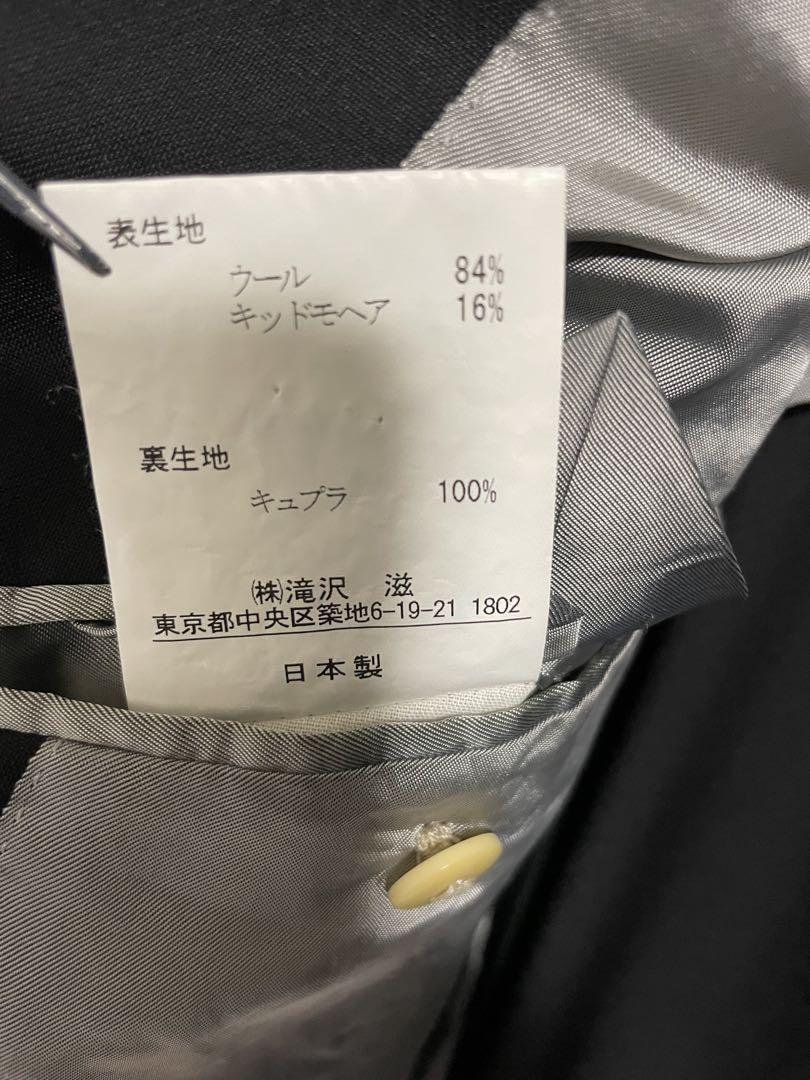 表生地
ウール 84%
キッドモヘア 16%
裏生地
キュプラ 100%
㈱滝沢 滋
東京都中央区築地6-19-21 1802
日本製